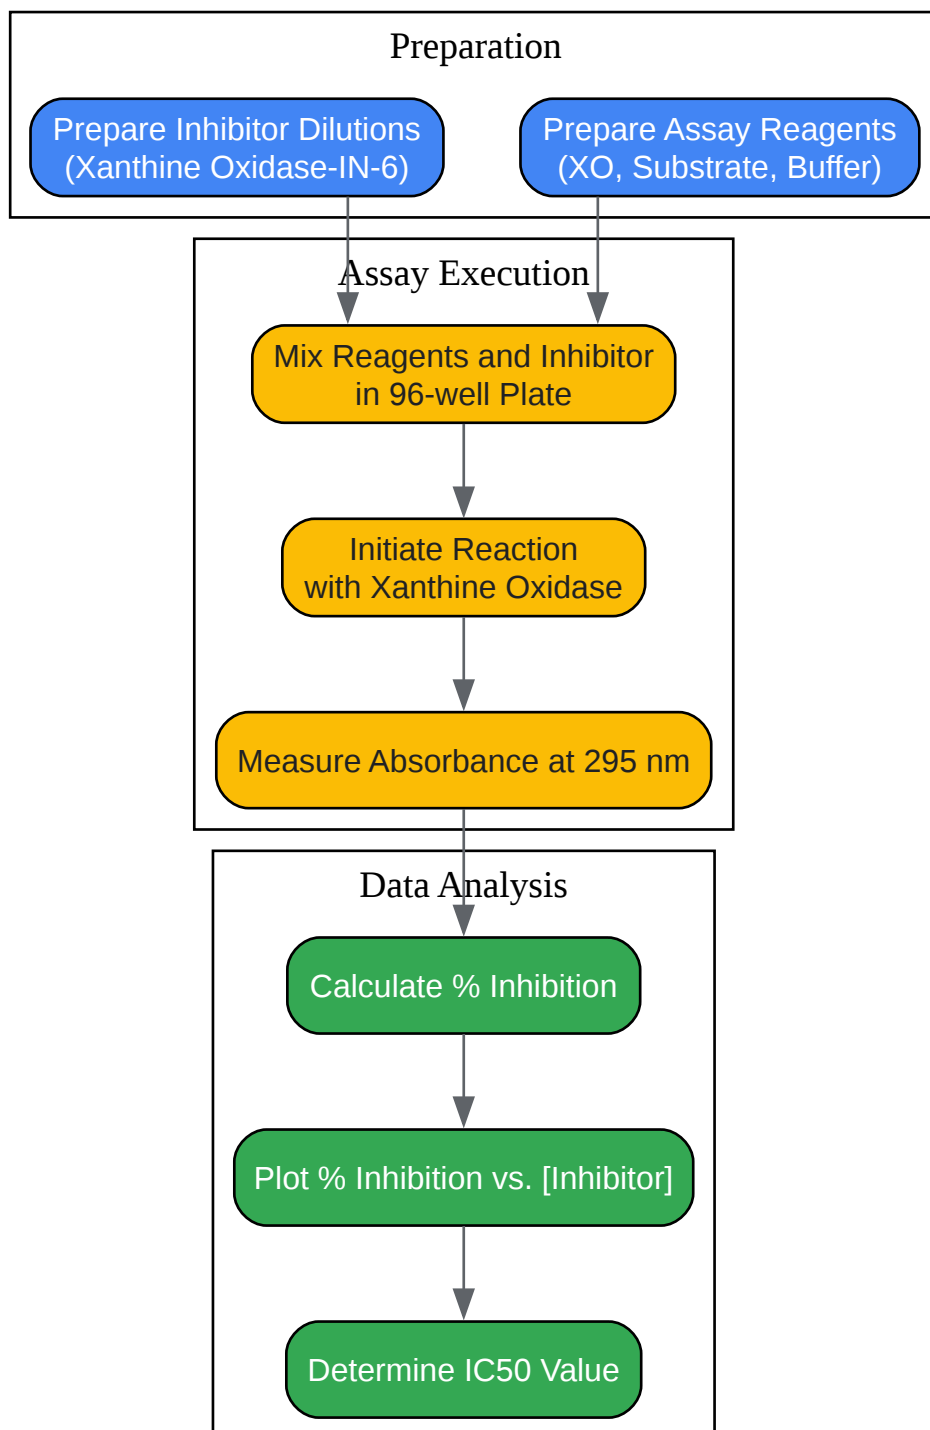 Preparation
Prepare Inhibitor Dilutions
(Xanthine Oxidase-IN-6)
Prepare Assay Reagents
(XO, Substrate, Buffer)
Assay Execution
Mix Reagents and Inhibitor
in 96-well Plate
Initiate Reaction
with Xanthine Oxidase
Measure Absorbance at 295 nm
Data Analysis
Calculate % Inhibition
Plot % Inhibition vs. [Inhibitor]
Determine IC50 Value